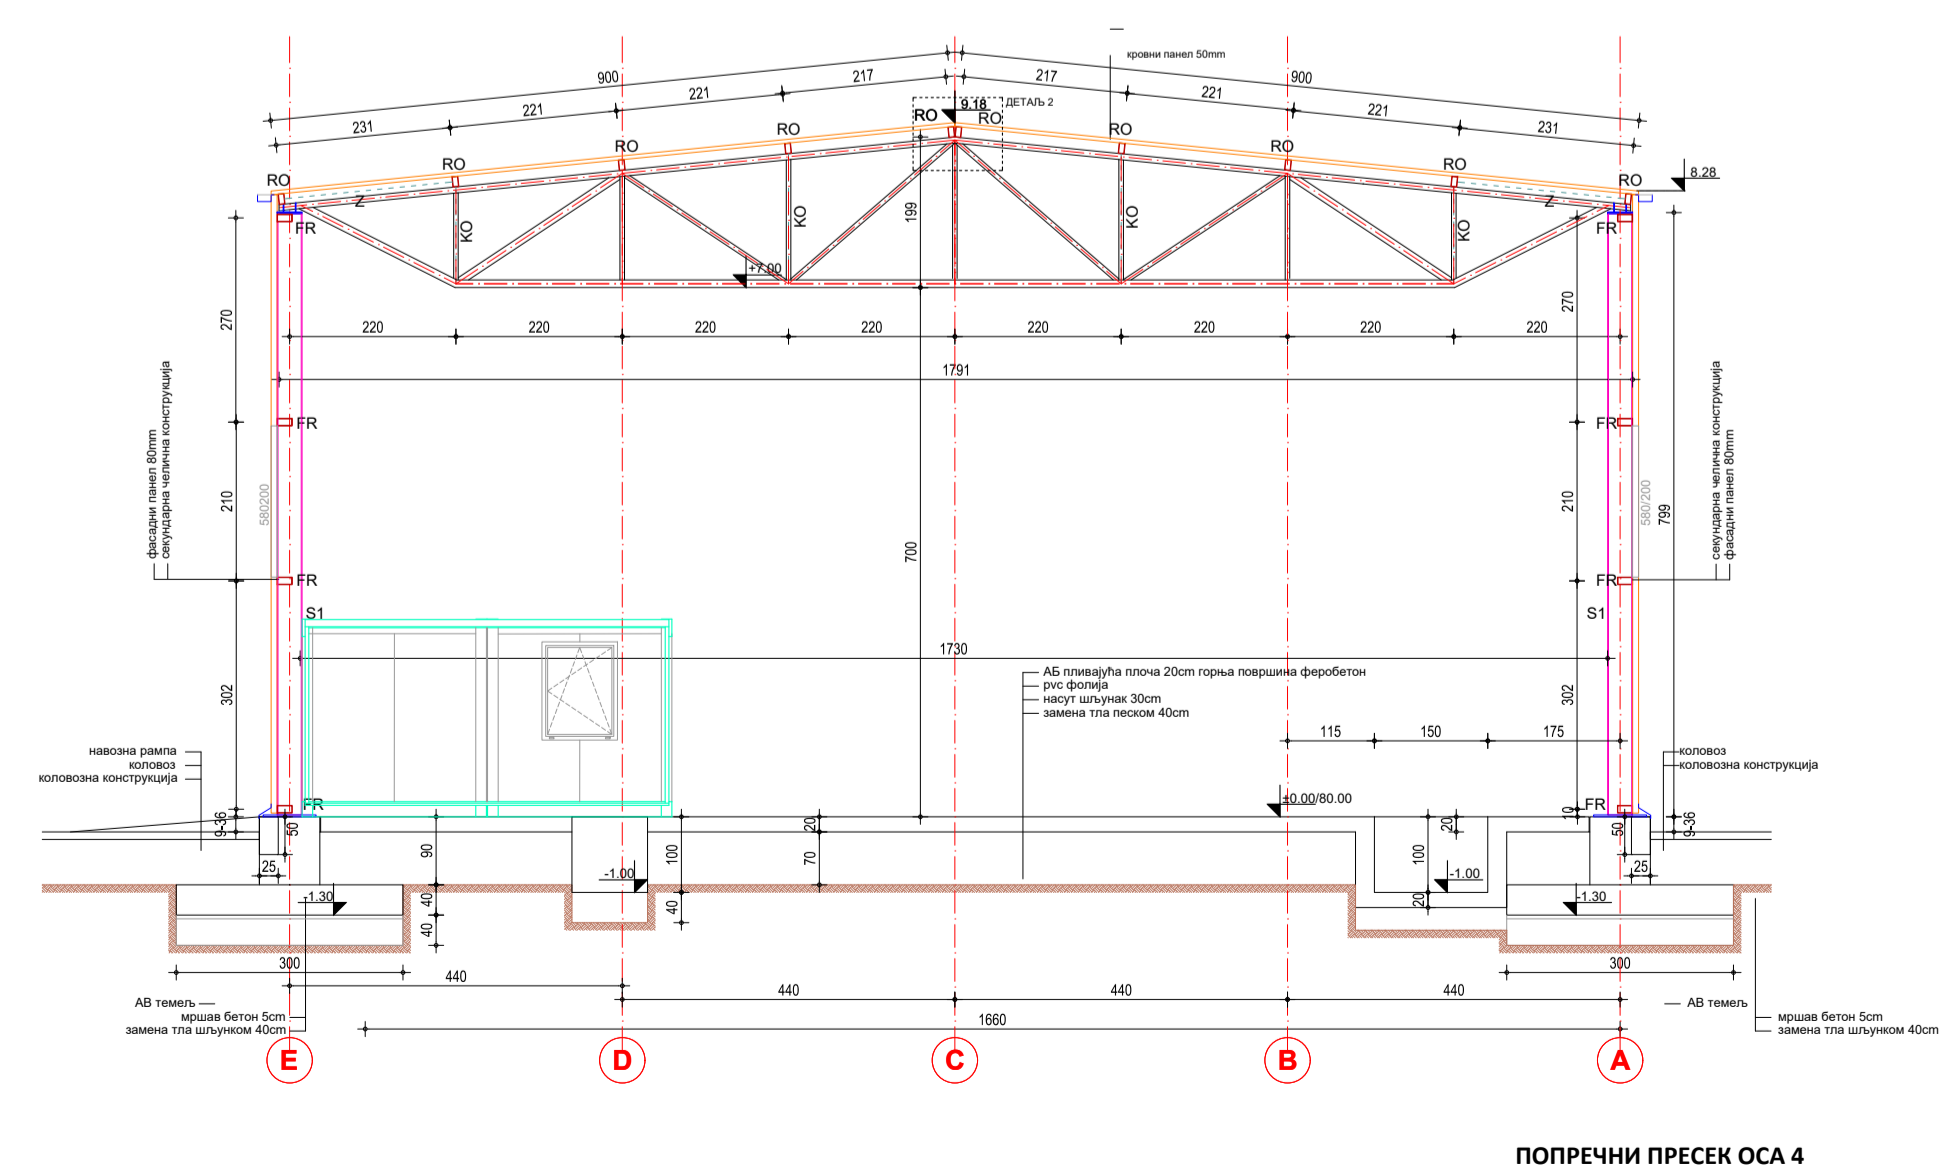 кровни панел 50mm
900
900
217
217
221
221
221
221
231
231
9.18
ДЕТАЉ 2
RO
RO
RO
RO
RO
RO
RO
RO
RO
RO
8.28
Z
Z
FR
FR
KO
KO
KO
KO
199
+7.00
270
270
220
220
220
220
220
220
220
220
1791
фасадни панел 80mm
секундарна челична конструкција
секундарна челична конструкција
фасадни панел 80mm
FR
FR
210
210
580200
580/200
799
700
FR
FR
S1
S1
1730
АБ пливајућа плоча 20cm горња површина феробетон
pvc фолија
насут шљунак 30cm
замена тла песком 40cm
302
302
115
150
175
навозна рампа
коловоз
коловозна конструкција
коловоз
коловозна конструкција
±0.00/80.00
FR
FR
10
9-36
9-36
50
50
20
20
25
25
90
100
70
100
-1.00
-1.00
-1.30
-1.30
40
40
40
20
300
300
440
440
440
440
1660
АВ темељ
мршав бетон 5cm
замена тла шљунком 40cm
АВ темељ
мршав бетон 5cm
замена тла шљунком 40cm
E
D
C
B
A
ПОПРЕЧНИ ПРЕСЕК ОСА 4